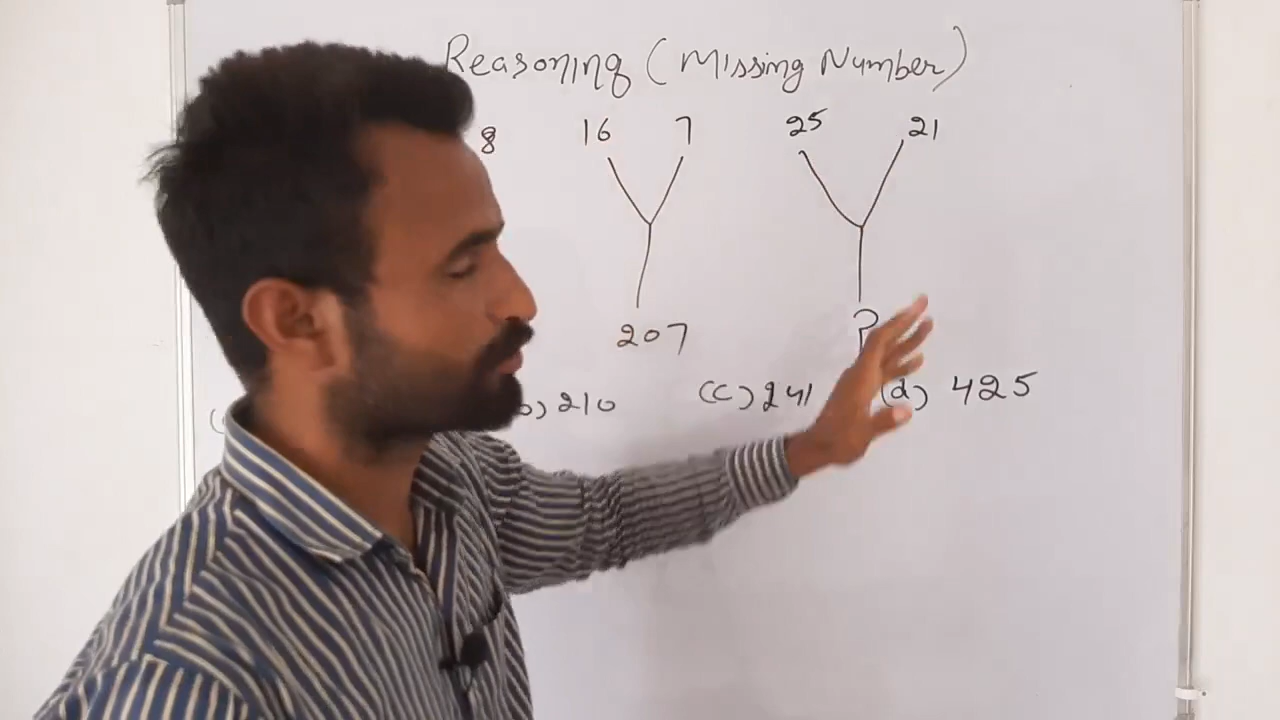 Reasoning (Missing Number)
8 16 7 25 21
207 ?
b) 210 (c) 241 (d) 425